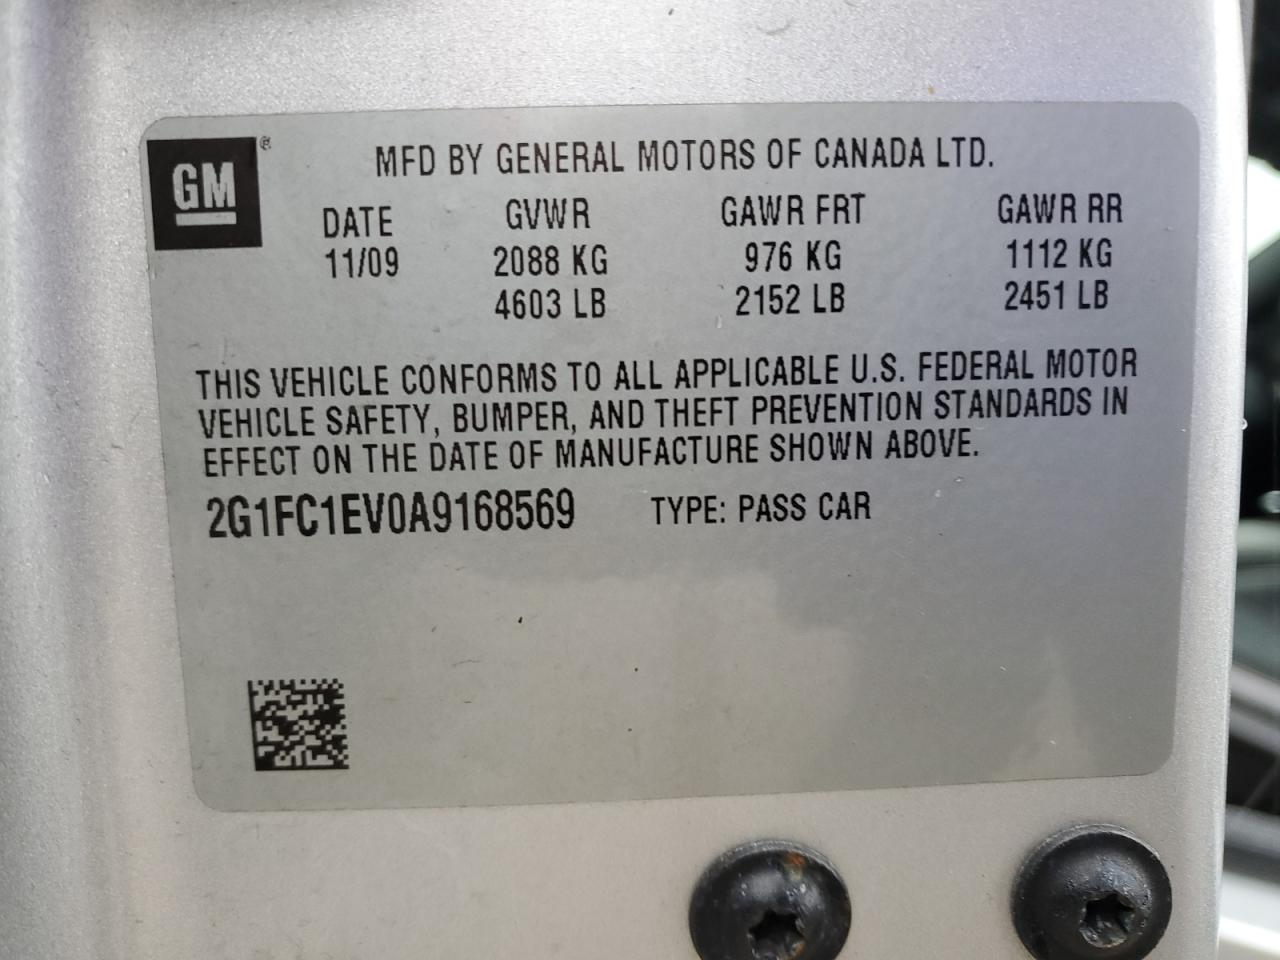 GM ®
MFD BY GENERAL MOTORS OF CANADA LTD.
DATE GVWR GAWR FRT GAWR RR
11/09 2088 KG 976 KG 1112 KG
4603 LB 2152 LB 2451 LB
THIS VEHICLE CONFORMS TO ALL APPLICABLE U.S. FEDERAL MOTOR
VEHICLE SAFETY, BUMPER, AND THEFT PREVENTION STANDARDS IN
EFFECT ON THE DATE OF MANUFACTURE SHOWN ABOVE.
2G1FC1EV0A9168569 TYPE: PASS CAR